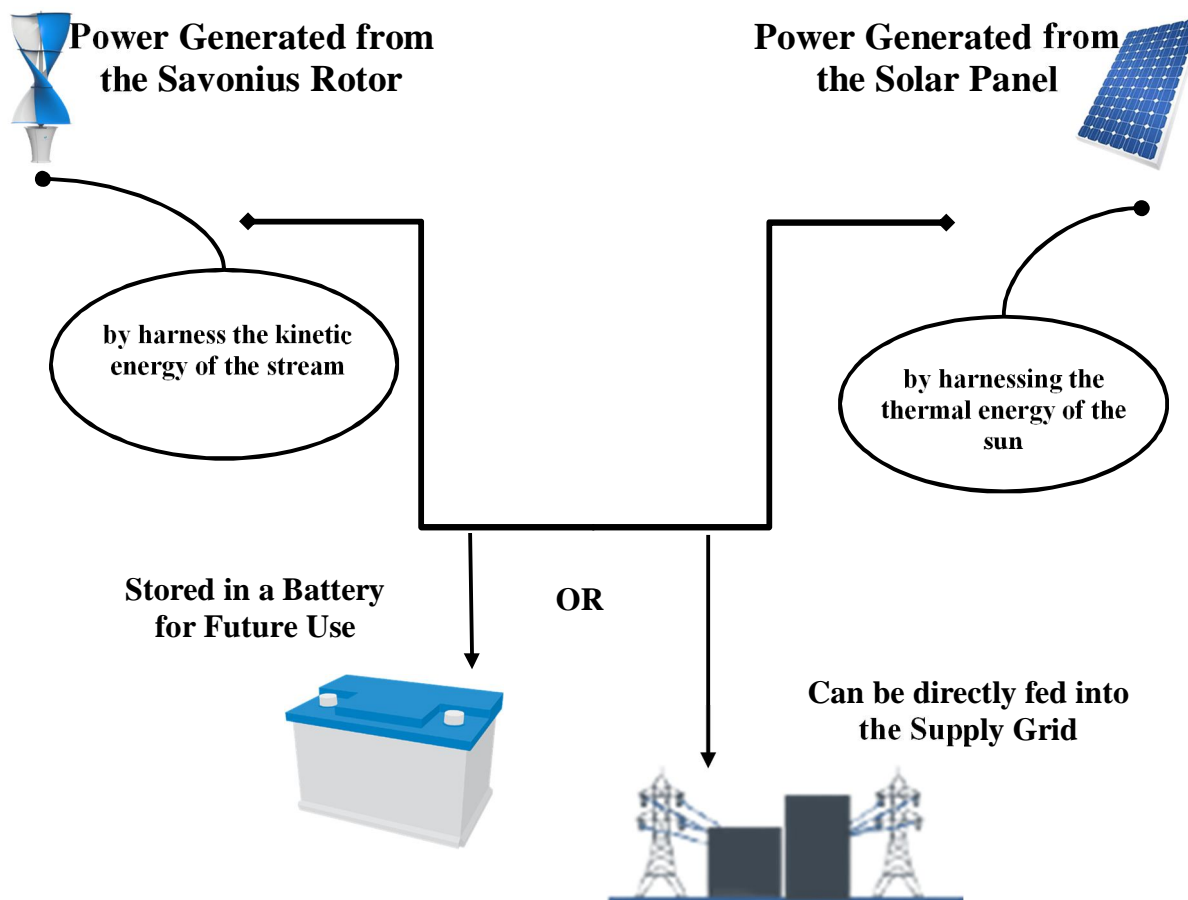 Power Generated from
the Savonius Rotor
Power Generated from
the Solar Panel
by harness the kinetic
energy of the stream
by harnessing the
thermal energy of the
sun
Stored in a Battery
for Future Use
OR
Can be directly fed into
the Supply Grid